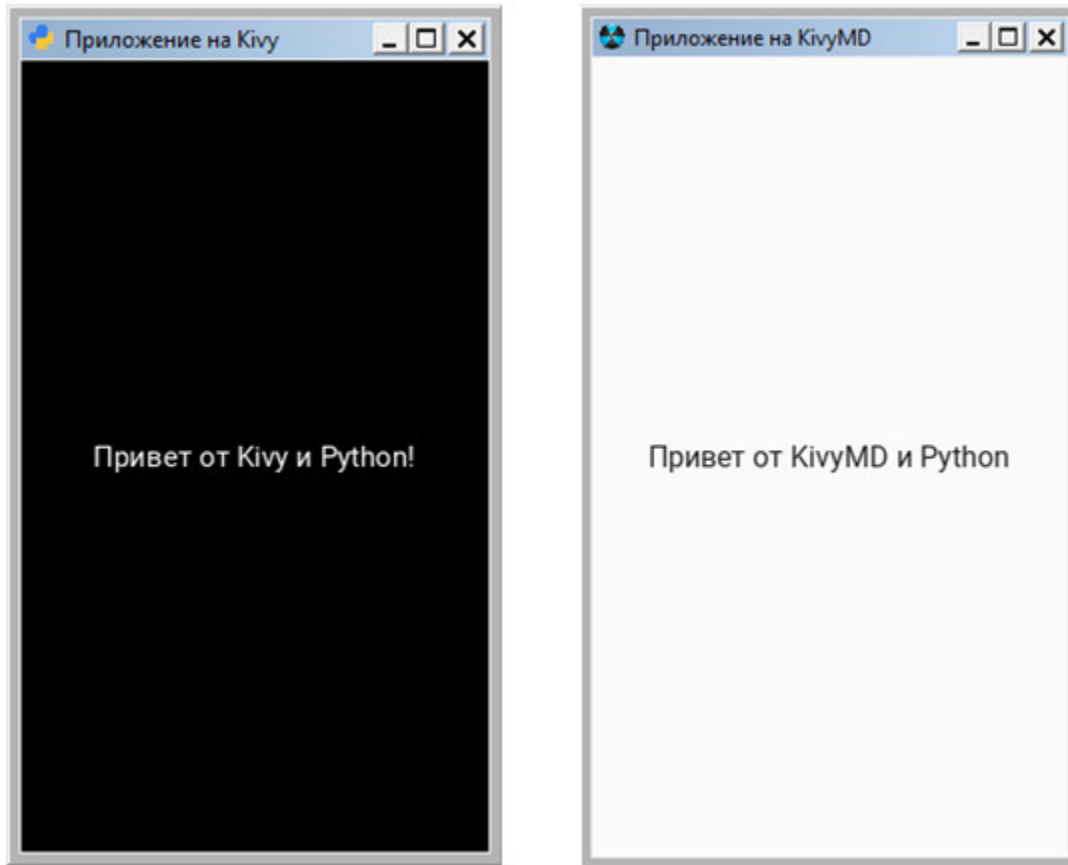 Приложение на Kivy
Привет от Kivy и Python!
Приложение на KivyMD
Привет от KivyMD и Python